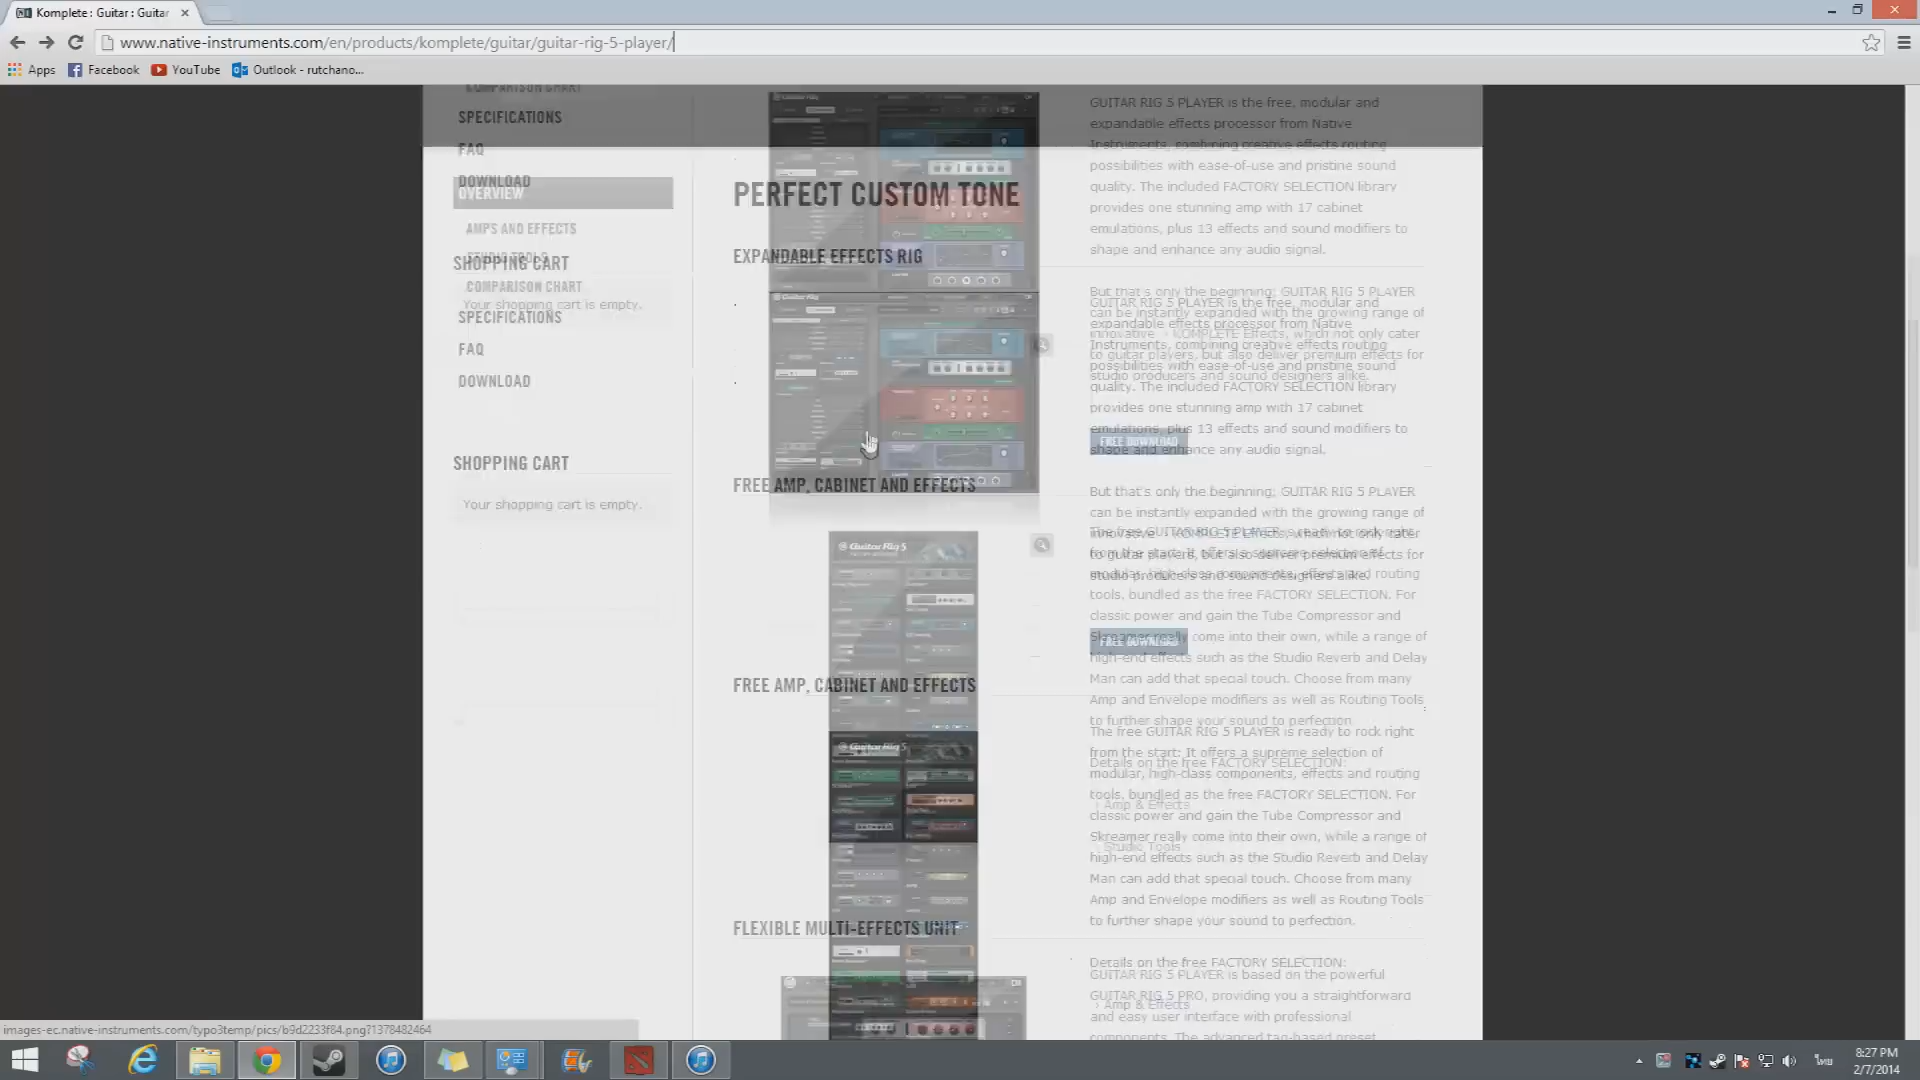 Komplete : Guitar : Guitar
www.native-instruments.com/en/products/komplete/guitar/guitar-rig-5-player/
Apps
Facebook
YouTube
Outlook - rutchano...
COMPARISON CHART
SPECIFICATIONS
FAQ
DOWNLOAD
OVERVIEW
AMPS AND EFFECTS
STUDIO TOOLS
SHOPPING CART
COMPARISON CHART
Your shopping cart is empty.
SPECIFICATIONS
FAQ
DOWNLOAD
SHOPPING CART
Your shopping cart is empty.
PERFECT CUSTOM TONE
EXPANDABLE EFFECTS RIG
FREE AMP, CABINET AND EFFECTS
Guitar Rig 5
FREE AMP, CABINET AND EFFECTS
Guitar Rig 5
FLEXIBLE MULTI-EFFECTS UNIT
GUITAR RIG 5 PLAYER is the free, modular and
expandable effects processor from Native
Instruments, combining creative effects routing
possibilities with ease-of-use and pristine sound
quality. The included FACTORY SELECTION library
provides one stunning amp with 17 cabinet
emulations, plus 13 effects and sound modifiers to
shape and enhance any audio signal.
But that's only the beginning: GUITAR RIG 5 PLAYER
GUITAR RIG 5 PLAYER is the free, modular and
can be instantly expanded with the growing range of
expandable effects processor from Native
innovative › KOMPLETE Effects, which not only cater
Instruments, combining creative effects routing
to guitar players, but also deliver premium effects for
possibilities with ease-of-use and pristine sound
studio producers and sound designers alike.
quality. The included FACTORY SELECTION library
provides one stunning amp with 17 cabinet
emulations, plus 13 effects and sound modifiers to
FREE DOWNLOAD
shape and enhance any audio signal.
But that's only the beginning: GUITAR RIG 5 PLAYER
can be instantly expanded with the growing range of
The free GUITAR RIG 5 PLAYER is ready to rock right
innovative › KOMPLETE Effects, which not only cater
from the start: It offers a supreme selection of
to guitar players, but also deliver premium effects for
modular, high-class components, effects and routing
studio producers and sound designers alike.
tools, bundled as the free FACTORY SELECTION. For
classic power and gain the Tube Compressor and
Skreamer really come into their own, while a range of
FREE DOWNLOAD
high-end effects such as the Studio Reverb and Delay
Man can add that special touch. Choose from many
Amp and Envelope modifiers as well as Routing Tools
to further shape your sound to perfection.
The free GUITAR RIG 5 PLAYER is ready to rock right
from the start: It offers a supreme selection of
Details on the free FACTORY SELECTION:
modular, high-class components, effects and routing
tools, bundled as the free FACTORY SELECTION. For
› Amp & Effects
classic power and gain the Tube Compressor and
Skreamer really come into their own, while a range of
› Studio Tools
high-end effects such as the Studio Reverb and Delay
Man can add that special touch. Choose from many
Amp and Envelope modifiers as well as Routing Tools
to further shape your sound to perfection.
Details on the free FACTORY SELECTION:
GUITAR RIG 5 PLAYER is based on the powerful
GUITAR RIG 5 PRO, providing you a straightforward
› Amp & Effects
and easy user interface with professional
components. The advanced tag-based preset
images-ec.native-instruments.com/typo3temp/pics/b9d2233f84.png?1378482464
ไทย
8:27 PM
2/7/2014